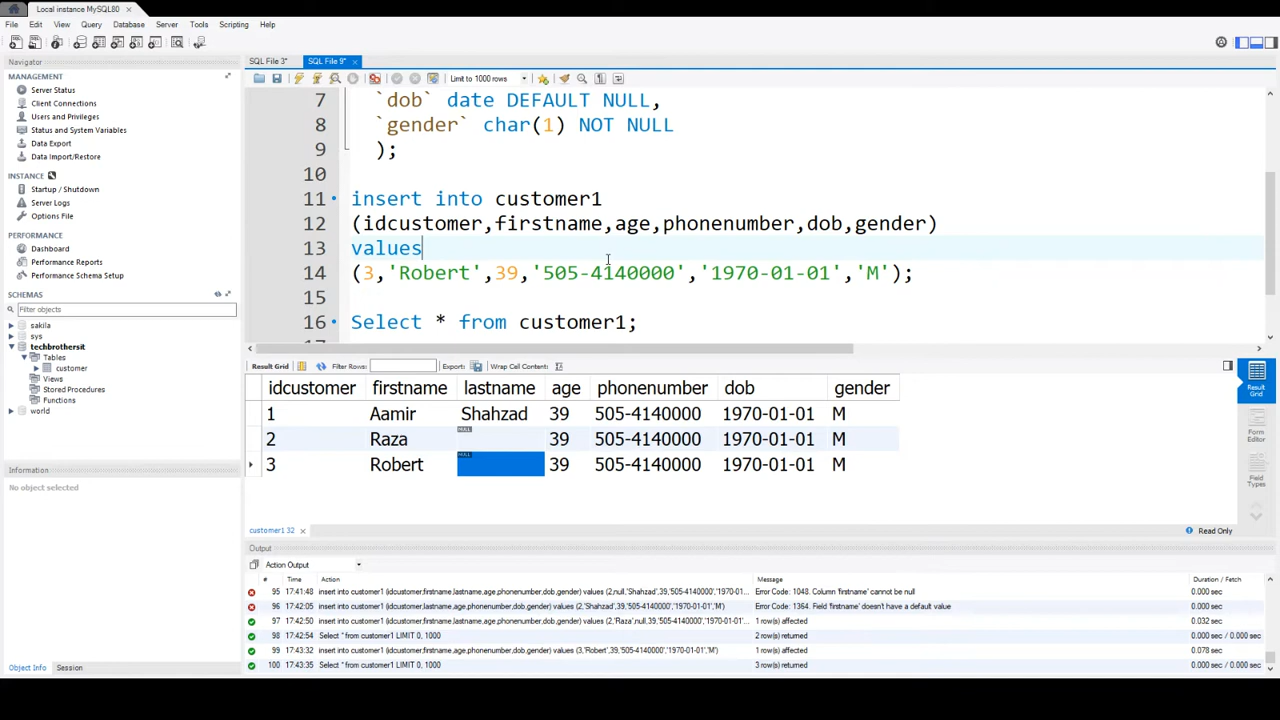 Local instance MySQL80 ×
File Edit View Query Database Server Tools Scripting Help
Navigator
MANAGEMENT
Server Status
Client Connections
Users and Privileges
Status and System Variables
Data Export
Data Import/Restore
INSTANCE
Startup / Shutdown
Server Logs
Options File
PERFORMANCE
Dashboard
Performance Reports
Performance Schema Setup
SCHEMAS
Filter objects
sakila
sys
techbrothersit
Tables
customer
Views
Stored Procedures
Functions
world
Information
No object selected
Object Info Session
SQL File 3* SQL File 9* ×
Limit to 1000 rows
7 `dob` date DEFAULT NULL,
8 `gender` char(1) NOT NULL
9 );
10
11 insert into customer1
12 (idcustomer,firstname,age,phonenumber,dob,gender)
13 values
14 (3,'Robert',39,'505-4140000','1970-01-01','M');
15
16 Select * from customer1;
Result Grid Filter Rows: Export: Wrap Cell Content:
idcustomer firstname lastname age phonenumber dob gender
1 Aamir Shahzad 39 505-4140000 1970-01-01 M
2 Raza NULL 39 505-4140000 1970-01-01 M
3 Robert NULL 39 505-4140000 1970-01-01 M
Result Grid
Form Editor
Field Types
customer1 32 × Read Only
Output
Action Output
# Time Action Message Duration / Fetch
95 17:41:48 insert into customer1 (idcustomer,firstname,lastname,age,phonenumber,dob,gender) values (2,null,'Shahzad',39,'505-4140000','1970-01... Error Code: 1048. Column 'firstname' cannot be null 0.000 sec
96 17:42:05 insert into customer1 (idcustomer,lastname,age,phonenumber,dob,gender) values (2,'Shahzad',39,'505-4140000','1970-01-01','M') Error Code: 1364. Field 'firstname' doesn't have a default value 0.000 sec
97 17:42:50 insert into customer1 (idcustomer,firstname,lastname,age,phonenumber,dob,gender) values (2,'Raza',null,39,'505-4140000','1970-01-0... 1 row(s) affected 0.032 sec
98 17:42:54 Select * from customer1 LIMIT 0, 1000 2 row(s) returned 0.000 sec / 0.000 sec
99 17:43:32 insert into customer1 (idcustomer,firstname,age,phonenumber,dob,gender) values (3,'Robert',39,'505-4140000','1970-01-01','M') 1 row(s) affected 0.078 sec
100 17:43:35 Select * from customer1 LIMIT 0, 1000 3 row(s) returned 0.000 sec / 0.000 sec